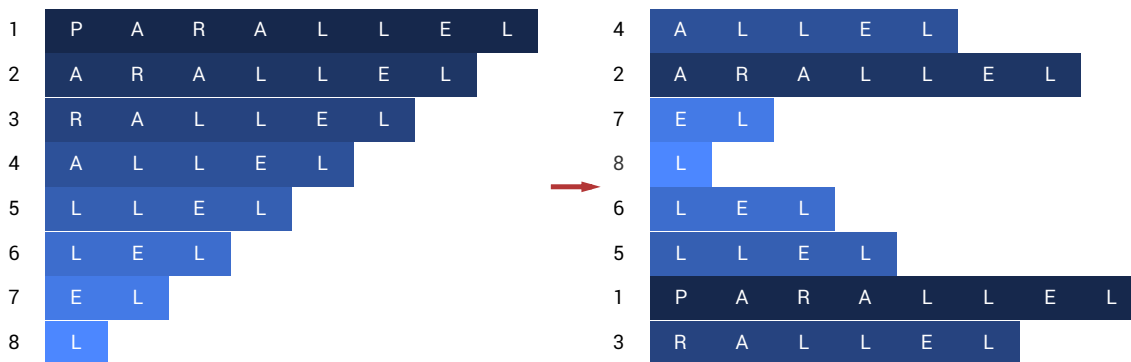 1 P A R A L L E L
2 A R A L L E L
3 R A L L E L
4 A L L E L
5 L L E L
6 L E L
7 E L
8 L
4 A L L E L
2 A R A L L E L
7 E L
8 L
6 L E L
5 L L E L
1 P A R A L L E L
3 R A L L E L